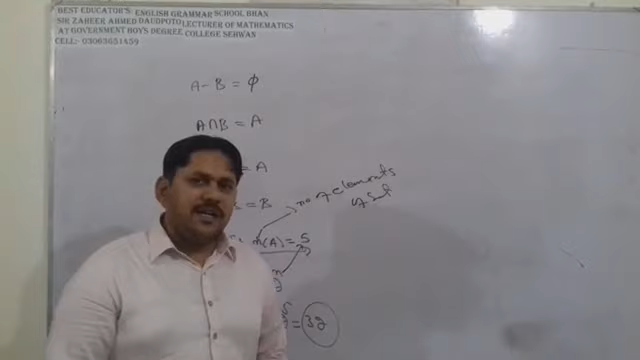 BEST EDUCATOR'S: ENGLISH GRAMMAR SCHOOL BHAN
SIR ZAHEER AHMED DAUDPOTO LECTURER OF MATHEMATICS
AT GOVERNMENT BOYS DEGREE COLLEGE SEHWAN
CELL:- 03063651459
A - B = ϕ
A∩B = A
= A
= B
no of elements
of set
n(A) = 5
= 32